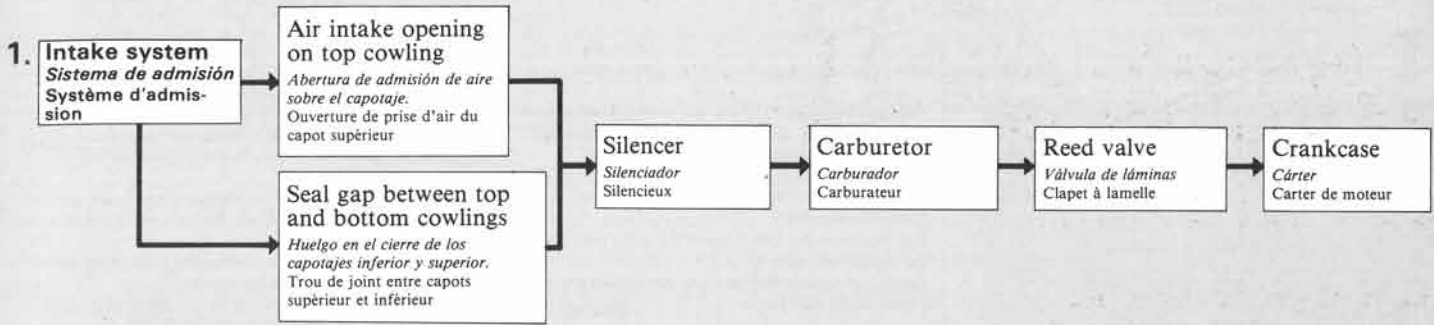 1. Intake system
Sistema de admisión
Système d'admis-
sion
Air intake opening
on top cowling
Abertura de admisión de aire
sobre el capotaje.
Ouverture de prise d'air du
capot supérieur
Seal gap between top
and bottom cowlings
Huelgo en el cierre de los
capotajes inferior y superior.
Trou de joint entre capots
supérieur et inférieur
Silencer
Silenciador
Silencieux
Carburetor
Carburador
Carburateur
Reed valve
Válvula de láminas
Clapet à lamelle
Crankcase
Cárter
Carter de moteur